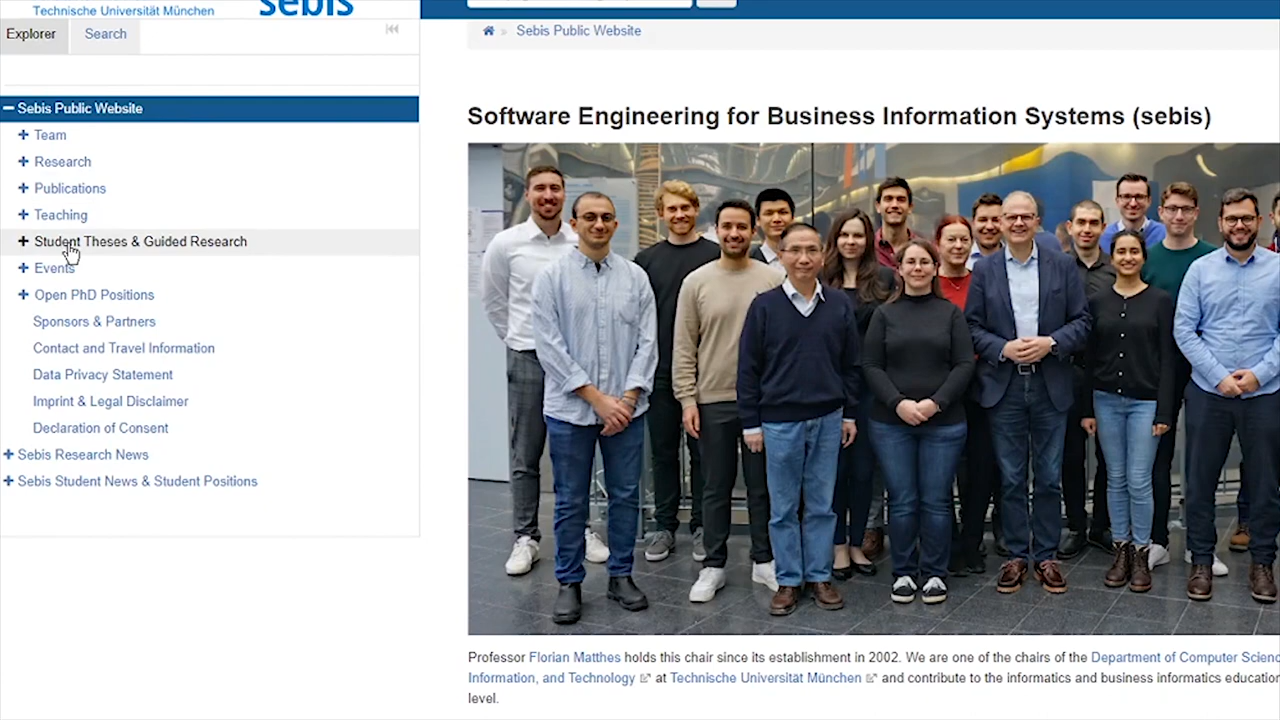 Technische Universität München
sebis
Explorer
Search
» Sebis Public Website
Sebis Public Website
Team
Research
Publications
Teaching
Student Theses & Guided Research
Events
Open PhD Positions
Sponsors & Partners
Contact and Travel Information
Data Privacy Statement
Imprint & Legal Disclaimer
Declaration of Consent
Sebis Research News
Sebis Student News & Student Positions
Software Engineering for Business Information Systems (sebis)
Professor Florian Matthes holds this chair since its establishment in 2002. We are one of the chairs of the Department of Computer Scienc
Information, and Technology at Technische Universität München and contribute to the informatics and business informatics education
level.